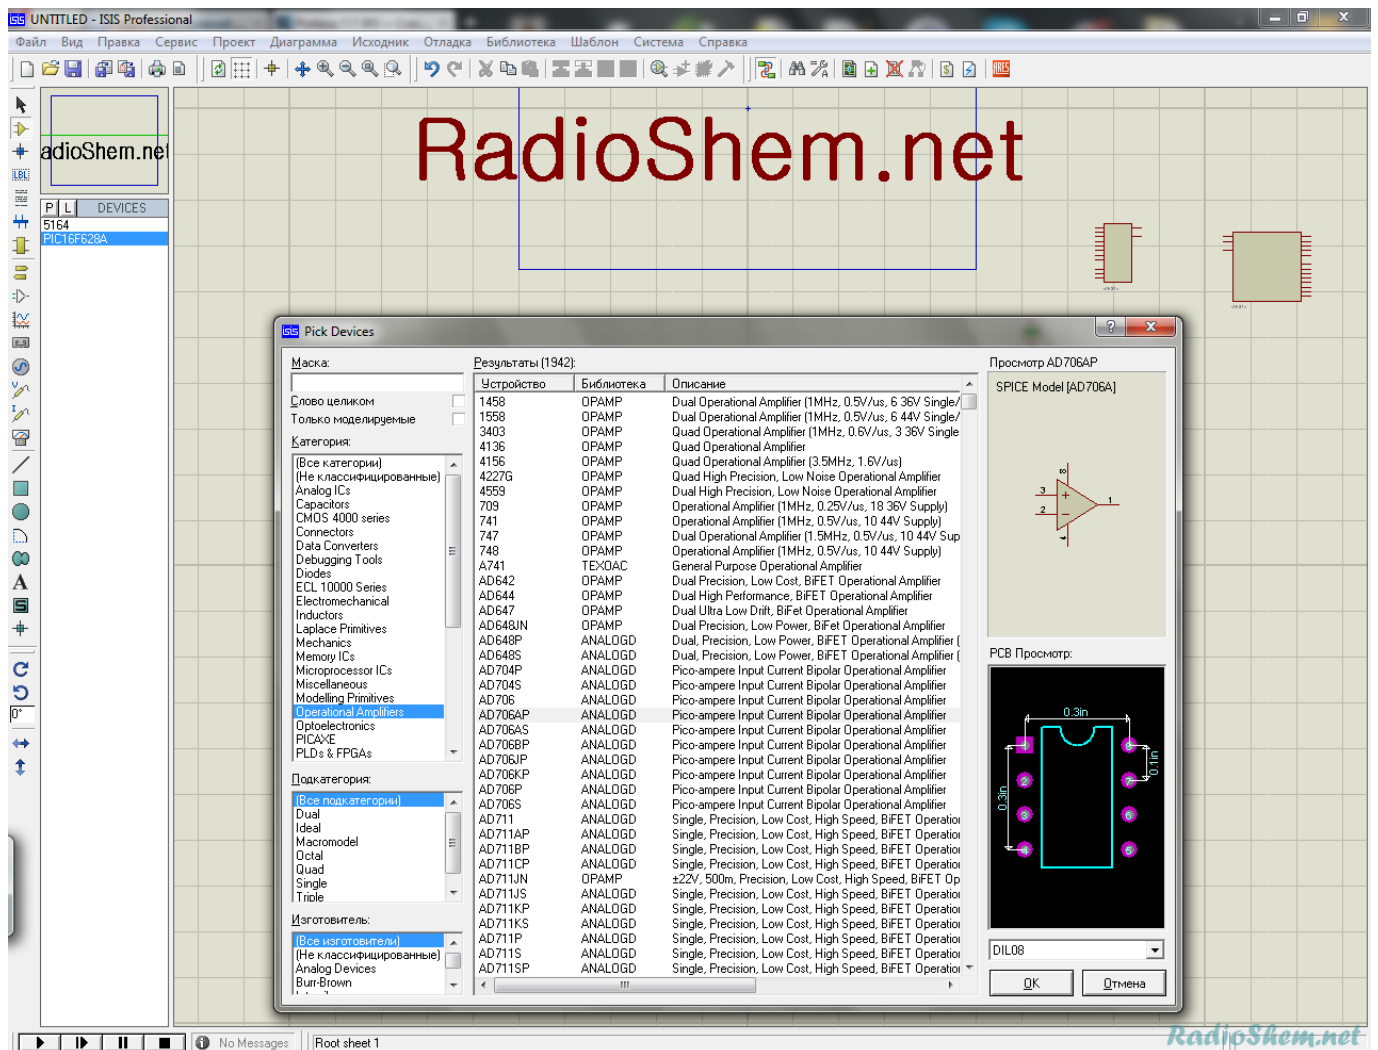 UNTITLED - ISIS Professional
Файл Вид Правка Сервис Проект Диаграмма Исходник Отладка Библиотека Шаблон Система Справка
RadioShem.net
adioShem.net
P L DEVICES
5164
PIC16F628A
LBL
A
S
0°
Pick Devices
Маска:
Слово целиком
Только моделируемые
Категория:
(Все категории)
(Не классифицированные)
Analog ICs
Capacitors
CMOS 4000 series
Connectors
Data Converters
Debugging Tools
Diodes
ECL 10000 Series
Electromechanical
Inductors
Laplace Primitives
Mechanics
Memory ICs
Microprocessor ICs
Miscellaneous
Modelling Primitives
Operational Amplifiers
Optoelectronics
PICAXE
PLDs & FPGAs
Подкатегория:
(Все подкатегории)
Dual
Ideal
Macromodel
Octal
Quad
Single
Triple
Изготовитель:
(Все изготовители)
(Не классифицированные)
Analog Devices
Burr-Brown
Результаты (1942):
Устройство Библиотека Описание
1458 OPAMP Dual Operational Amplifier (1MHz, 0.5V/us, 6 36V Single/
1558 OPAMP Dual Operational Amplifier (1MHz, 0.5V/us, 6 44V Single/
3403 OPAMP Quad Operational Amplifier (1MHz, 0.6V/us, 3 36V Single
4136 OPAMP Quad Operational Amplifier
4156 OPAMP Quad Operational Amplifier (3.5MHz, 1.6V/us)
4227G OPAMP Quad High Precision, Low Noise Operational Amplifier
4559 OPAMP Dual High Precision, Low Noise Operational Amplifier
709 OPAMP Operational Amplifier (1MHz, 0.25V/us, 18 36V Supply)
741 OPAMP Operational Amplifier (1MHz, 0.5V/us, 10 44V Supply)
747 OPAMP Dual Operational Amplifier (1.5MHz, 0.5V/us, 10 44V Sup
748 OPAMP Operational Amplifier (1MHz, 0.5V/us, 10 44V Supply)
A741 TEXOAC General Purpose Operational Amplifier
AD642 OPAMP Dual Precision, Low Cost, BiFET Operational Amplifier
AD644 OPAMP Dual High Performance, BiFET Operational Amplifier
AD647 OPAMP Dual Ultra Low Drift, BiFet Operational Amplifier
AD648JN OPAMP Dual Precision, Low Power, BiFet Operational Amplifier
AD648P ANALOGD Dual, Precision, Low Power, BiFET Operational Amplifier (
AD648S ANALOGD Dual, Precision, Low Power, BiFET Operational Amplifier (
AD704P ANALOGD Pico-ampere Input Current Bipolar Operational Amplifier
AD704S ANALOGD Pico-ampere Input Current Bipolar Operational Amplifier
AD706 ANALOGD Pico-ampere Input Current Bipolar Operational Amplifier
AD706AP ANALOGD Pico-ampere Input Current Bipolar Operational Amplifier
AD706AS ANALOGD Pico-ampere Input Current Bipolar Operational Amplifier
AD706BP ANALOGD Pico-ampere Input Current Bipolar Operational Amplifier
AD706JP ANALOGD Pico-ampere Input Current Bipolar Operational Amplifier
AD706KP ANALOGD Pico-ampere Input Current Bipolar Operational Amplifier
AD706P ANALOGD Pico-ampere Input Current Bipolar Operational Amplifier
AD706S ANALOGD Pico-ampere Input Current Bipolar Operational Amplifier
AD711 ANALOGD Single, Precision, Low Cost, High Speed, BiFET Operatio
AD711AP ANALOGD Single, Precision, Low Cost, High Speed, BiFET Operatio
AD711BP ANALOGD Single, Precision, Low Cost, High Speed, BiFET Operatio
AD711CP ANALOGD Single, Precision, Low Cost, High Speed, BiFET Operatio
AD711JN OPAMP ±22V, 500m, Precision, Low Cost, High Speed, BiFET Op
AD711JS ANALOGD Single, Precision, Low Cost, High Speed, BiFET Operatio
AD711KP ANALOGD Single, Precision, Low Cost, High Speed, BiFET Operatio
AD711KS ANALOGD Single, Precision, Low Cost, High Speed, BiFET Operatio
AD711P ANALOGD Single, Precision, Low Cost, High Speed, BiFET Operatio
AD711S ANALOGD Single, Precision, Low Cost, High Speed, BiFET Operatio
AD711SP ANALOGD Single, Precision, Low Cost, High Speed, BiFET Operatio
Просмотр AD706AP
SPICE Model [AD706A]
8
3
1
2
4
PCB Просмотр:
0.3in
1 8
0.1in
2 7
0.3in
3 6
4 5
DIL08
OK Отмена
No Messages Root sheet 1
RadioShem.net